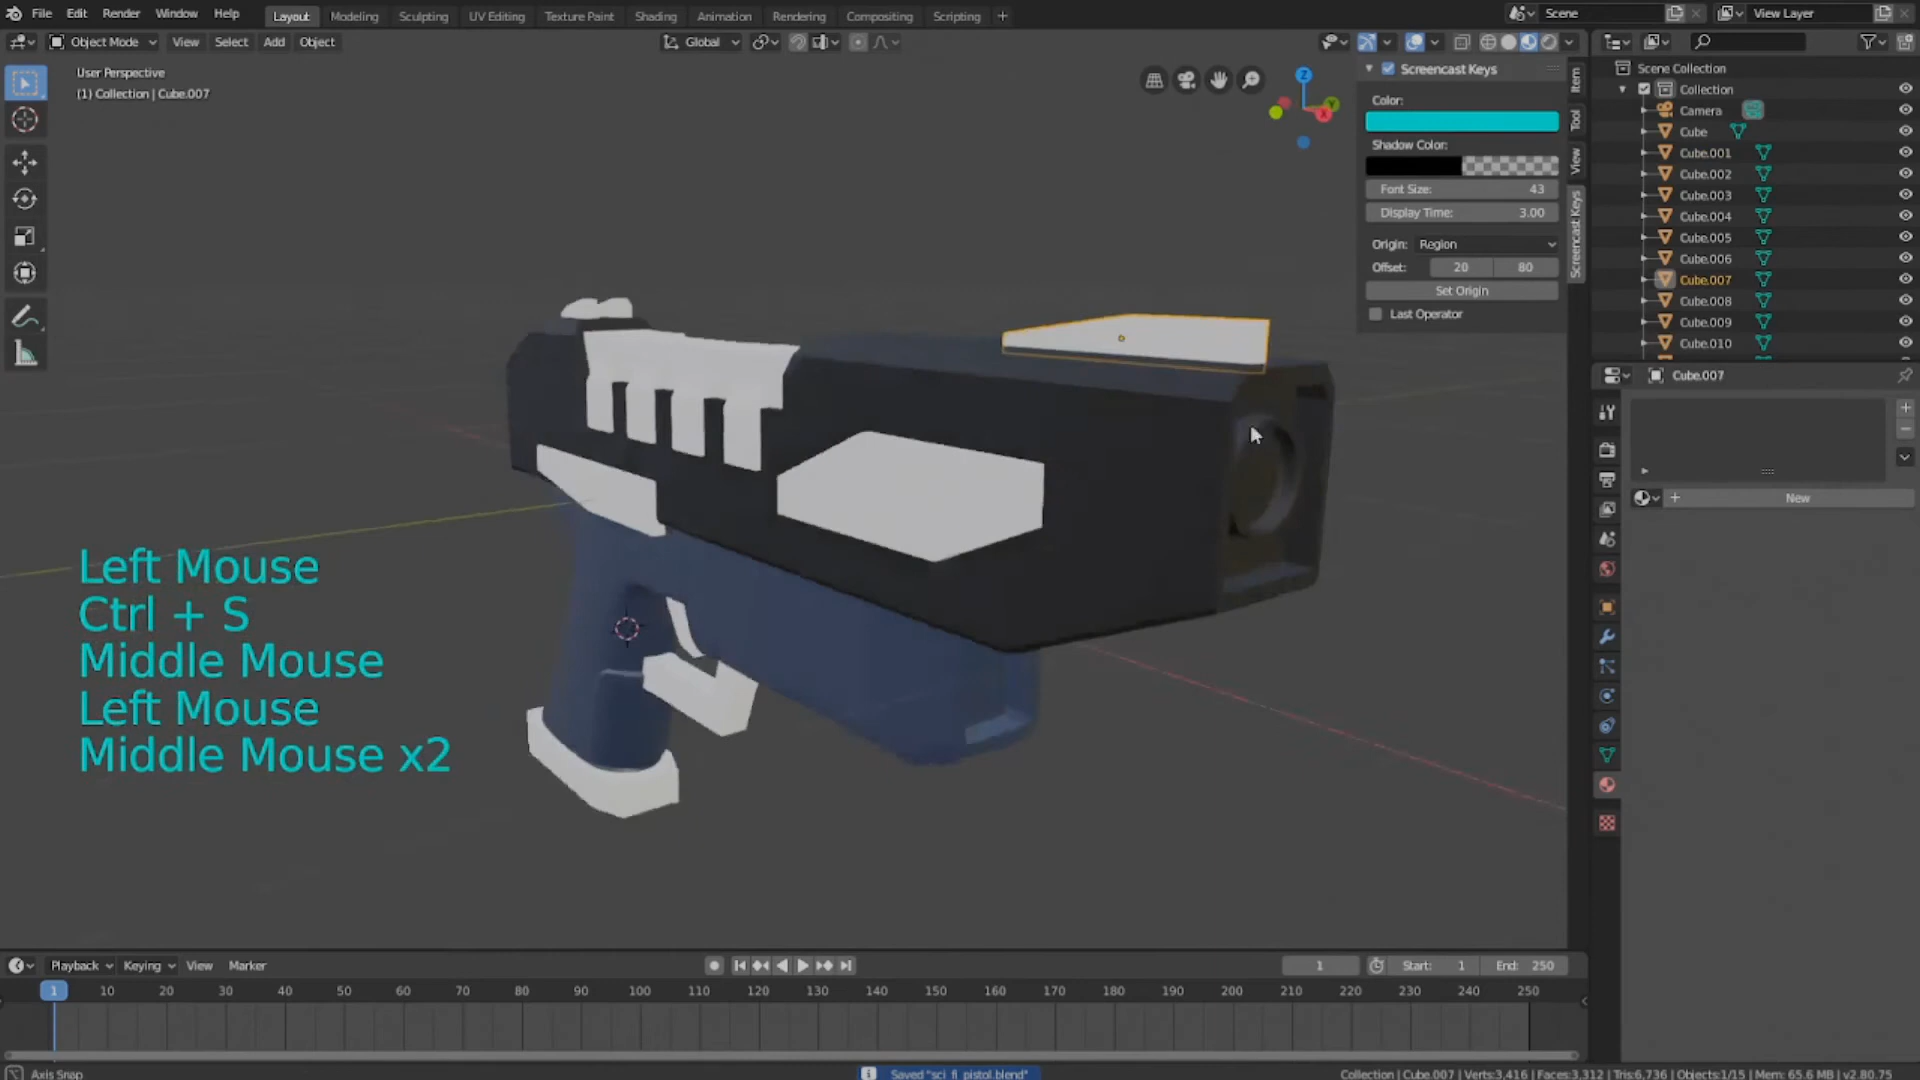 File Edit Render Window Help Layout Modeling Sculpting UV Editing Texture Paint Shading Animation Rendering Compositing Scripting + Scene View Layer
Object Mode View Select Add Object Global
User Perspective
(1) Collection | Cube.007
Screencast Keys
Color:
Shadow Color:
Font Size: 43
Display Time: 3.00
Origin: Region
Offset: 20 80
Set Origin
Last Operator
Item
Tool
View
Screencast Keys
Z
Y
X
Scene Collection
Collection
Camera
Cube
Cube.001
Cube.002
Cube.003
Cube.004
Cube.005
Cube.006
Cube.007
Cube.008
Cube.009
Cube.010
Cube.007
New
Left Mouse
Ctrl + S
Middle Mouse
Left Mouse
Middle Mouse x2
Playback Keying View Marker 1 Start: 1 End: 250
1 10 20 30 40 50 60 70 80 90 100 110 120 130 140 150 160 170 180 190 200 210 220 230 240 250
Axis Snap
Saved "sci_fi_pistol.blend"
Collection | Cube.007 | Verts:3,416 | Faces:3,312 | Tris:6,736 | Objects:1/15 | Mem: 65.6 MB | v2.80.75